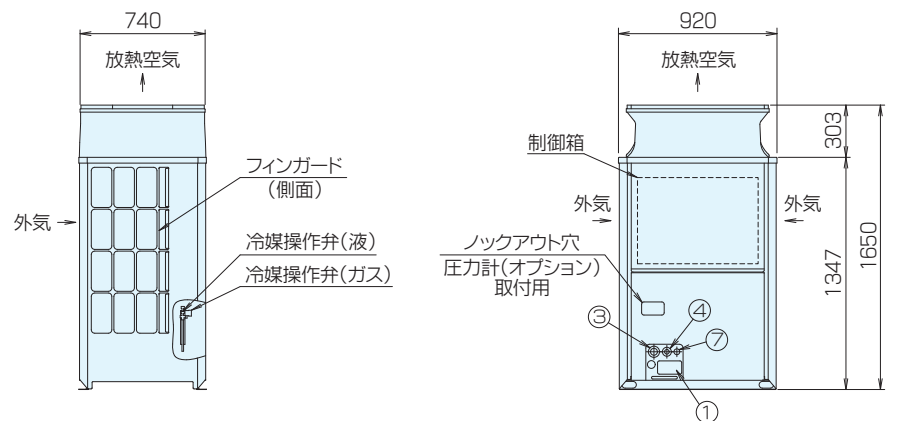 740
放熱空気
フィンガード
(側面)
外気
冷媒操作弁(液)
冷媒操作弁(ガス)
920
放熱空気
制御箱
外気
外気
ノックアウト穴
圧力計(オプション)
取付用
③
④
⑦
①
303
1347
1650